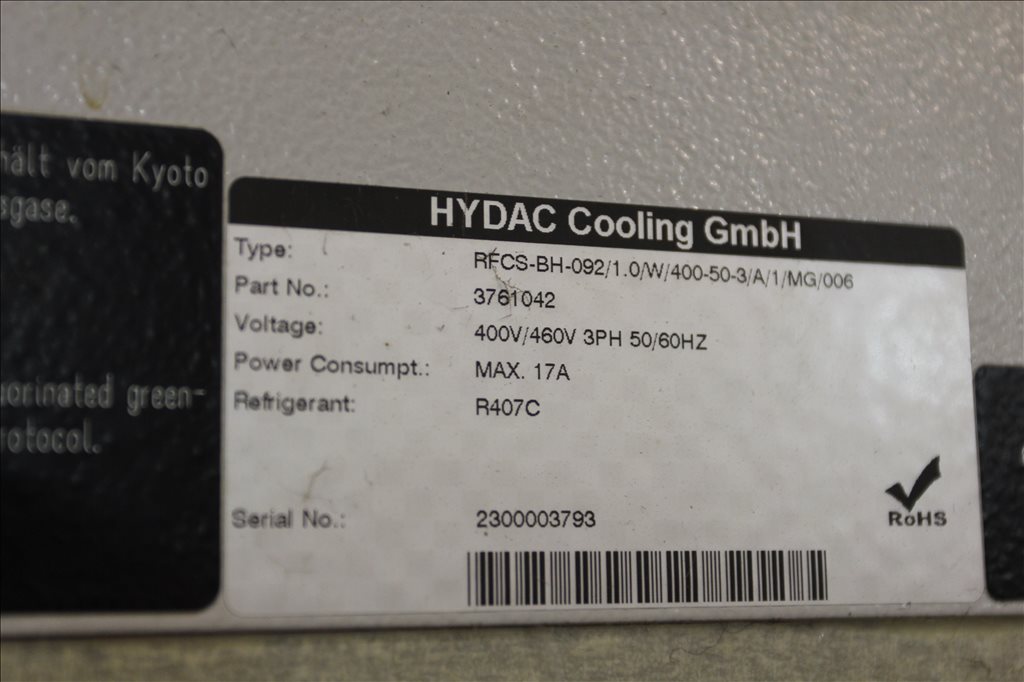 hält vom Kyoto
sgase.
orinated green-
otocol.
HYDAC Cooling GmbH
Type: RFCS-BH-092/1.0/W/400-50-3/A/1/MG/006
Part No.: 3761042
Voltage: 400V/460V 3PH 50/60HZ
Power Consumpt.: MAX. 17A
Refrigerant: R407C
Serial No.: 2300003793
RoHS